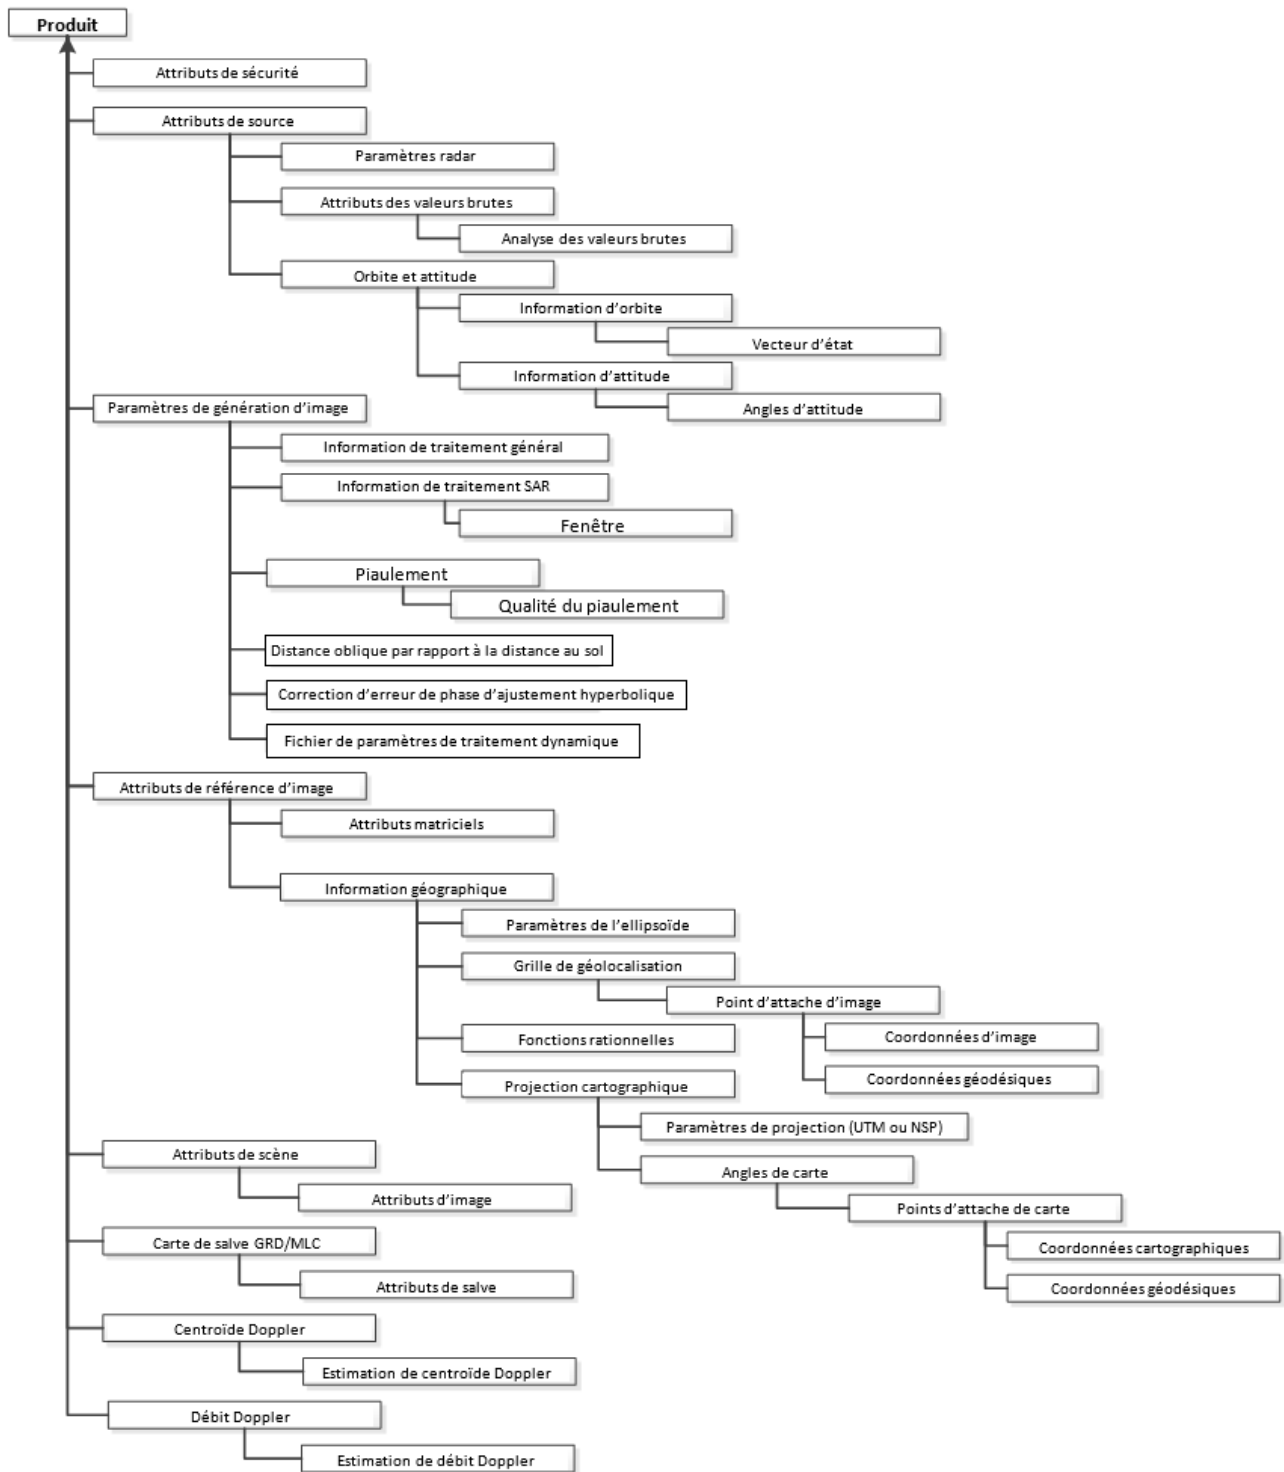 Produit
Attributs de sécurité
Attributs de source
Paramètres radar
Attributs des valeurs brutes
Analyse des valeurs brutes
Orbite et attitude
Information d'orbite
Vecteur d'état
Information d'attitude
Angles d'attitude
Paramètres de génération d'image
Information de traitement général
Information de traitement SAR
Fenêtre
Piaulement
Qualité du piaulement
Distance oblique par rapport à la distance au sol
Correction d'erreur de phase d'ajustement hyperbolique
Fichier de paramètres de traitement dynamique
Attributs de référence d'image
Attributs matriciels
Information géographique
Paramètres de l'ellipsoïde
Grille de géolocalisation
Point d'attache d'image
Coordonnées d'image
Fonctions rationnelles
Coordonnées géodésiques
Projection cartographique
Paramètres de projection (UTM ou NSP)
Attributs de scène
Angles de carte
Attributs d'image
Points d'attache de carte
Carte de salve GRD/MLC
Coordonnées cartographiques
Attributs de salve
Coordonnées géodésiques
Centroïde Doppler
Estimation de centroïde Doppler
Débit Doppler
Estimation de débit Doppler